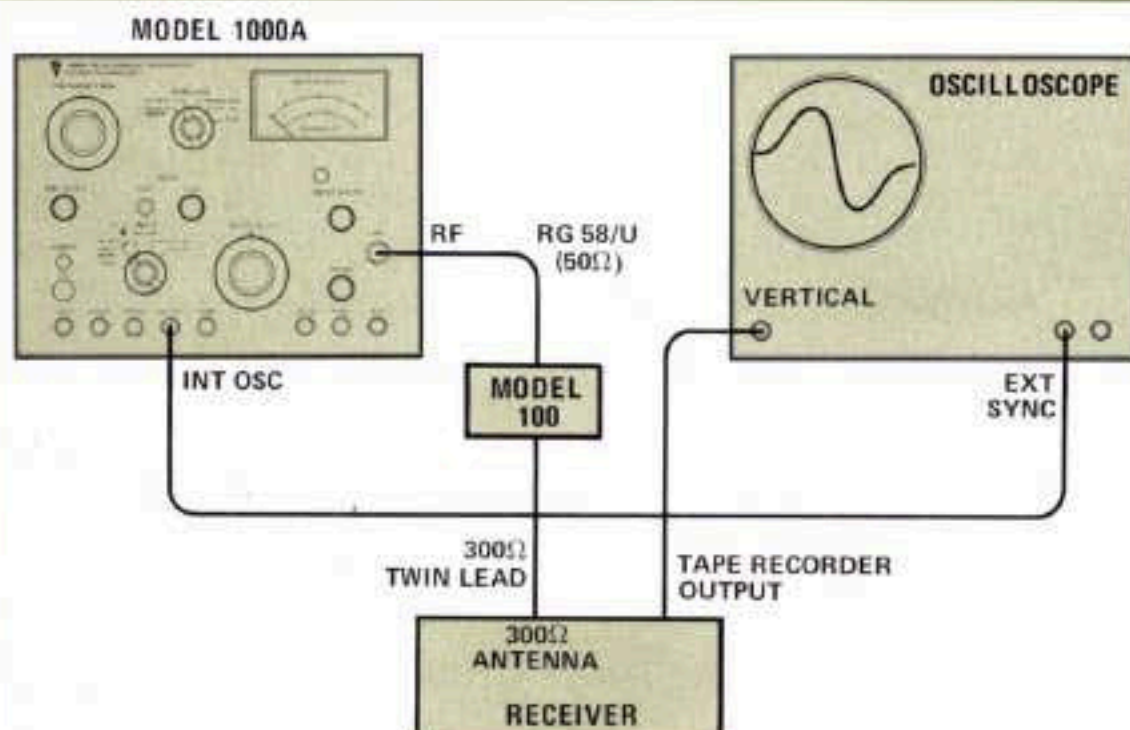 MODEL 1000A
OSCILLOSCOPE
RF
RG 58/U
(50Ω)
VERTICAL
INT OSC
MODEL
100
EXT
SYNC
300Ω
TWIN LEAD
TAPE RECORDER
OUTPUT
300Ω
ANTENNA
RECEIVER